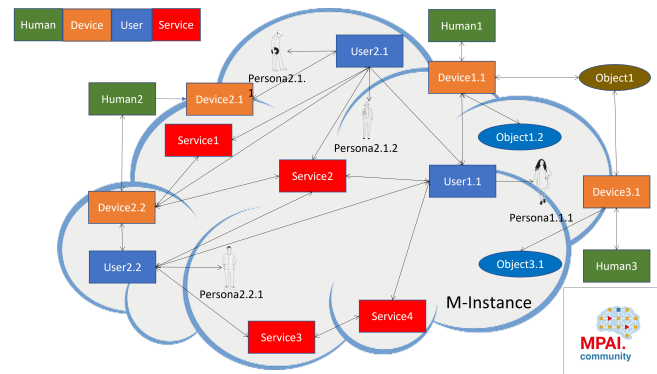 Human Device User Service
Human1
User2.1
Persona2.1.
1
Device1.1
Object1
Human2
Device2.1
Service1
Persona2.1.2
Object1.2
Service2
User1.1
Device3.1
Device2.2
Persona1.1.1
User2.2
Object3.1
Human3
Persona2.2.1
M-Instance
Service4
Service3
MPAI.
community